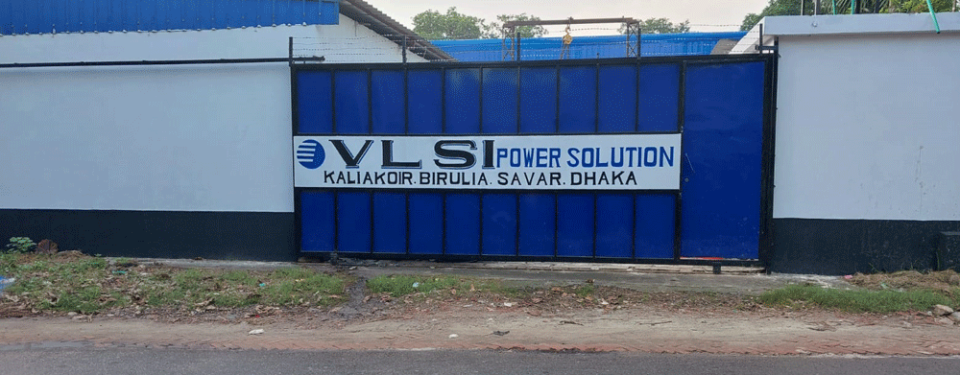 VLSI POWER SOLUTION
KALIAKOIR. BIRULIA. SAVAR. DHAKA